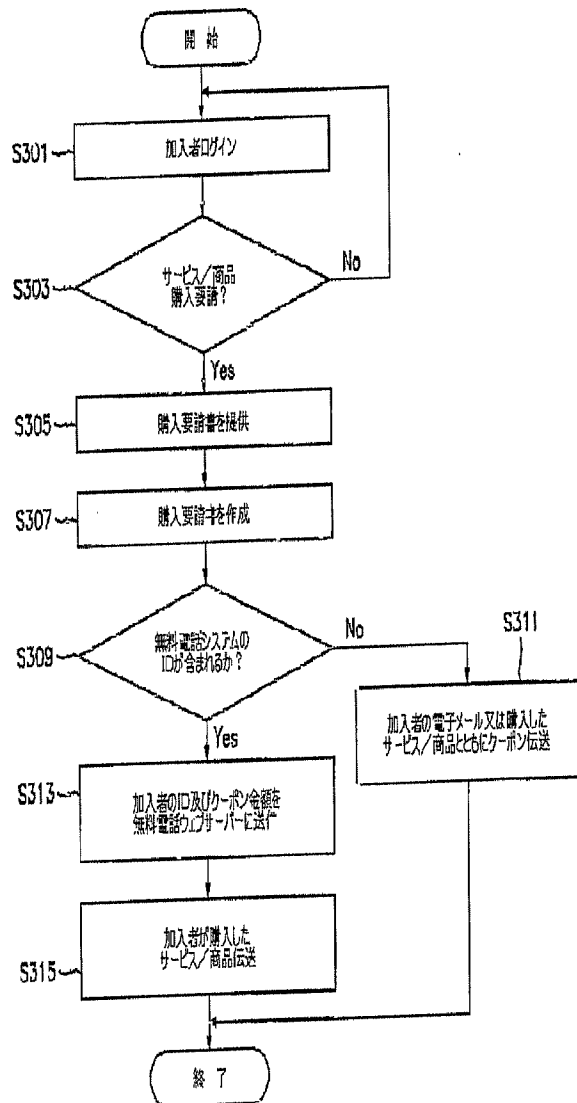 開始
S301
加入者ログイン
S303
サービス／商品
購入要請？
No
Yes
S305
購入要請書を提供
S307
購入要請書を作成
S309
無料電話システムの
IDが含まれるか？
No
S311
Yes
加入者の電子メール又は購入した
サービス／商品とともにクーポン伝送
S313
加入者のID及びクーポン金額を
無料電話ウェブサーバーに送信
S315
加入者が購入した
サービス／商品伝送
終了